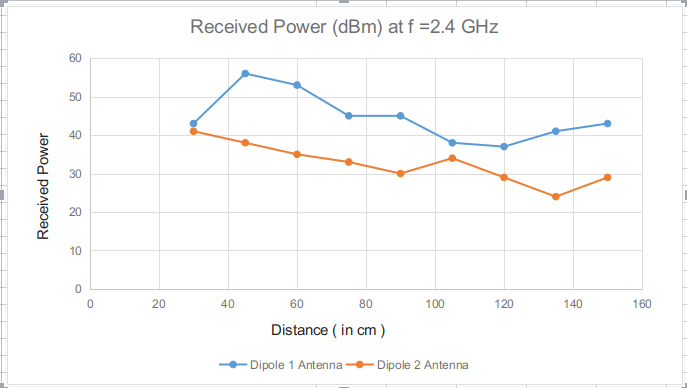 Received Power (dBm) at f =2.4 GHz
60
50
40
30
20
10
0
Received Power
0 20 40 60 80 100 120 140 160
Distance ( in cm )
Dipole 1 Antenna Dipole 2 Antenna